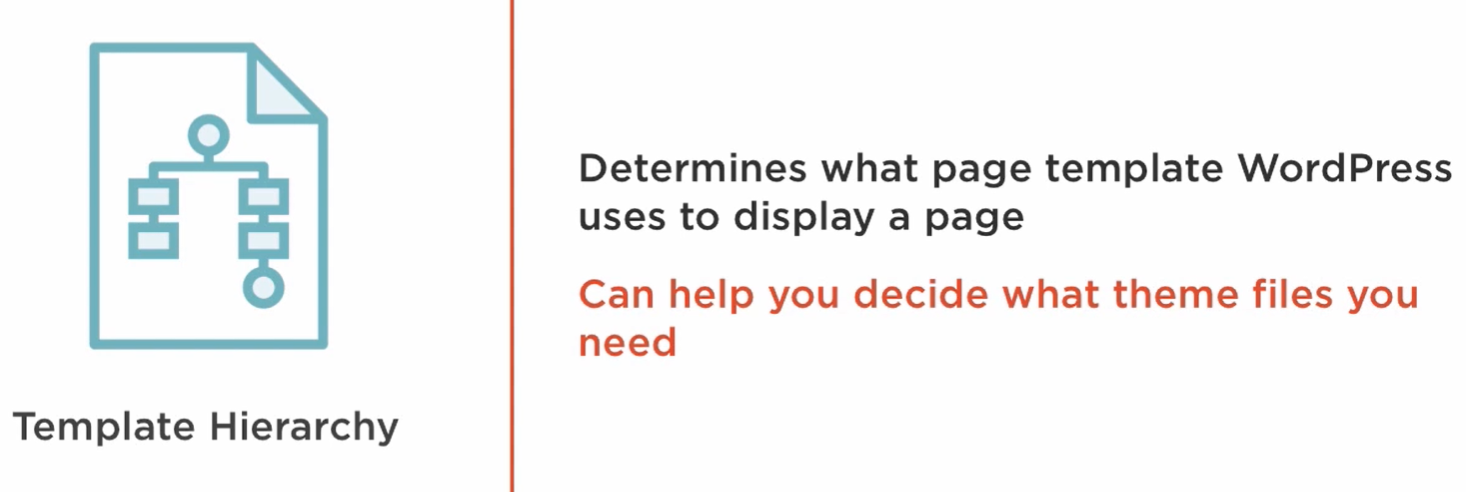 Template Hierarchy
Determines what page template WordPress
uses to display a page
Can help you decide what theme files you
need